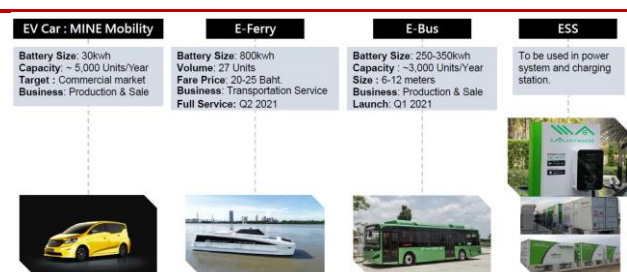 EV Car : MINE Mobility
Battery Size: 30kwh
Capacity: ~ 5,000 Units/Year
Target : Commercial market
Business: Production & Sale
E-Ferry
Battery Size: 800kwh
Volume: 27 Units
Fare Price: 20-25 Baht.
Business: Transportation Service
Full Service: Q2 2021
E-Bus
Battery Size: 250-350kwh
Capacity : ~3,000 Units/Year
Size : 6-12 meters
Business: Production & Sale
Launch: Q1 2021
ESS
To be used in power
system and charging
station.